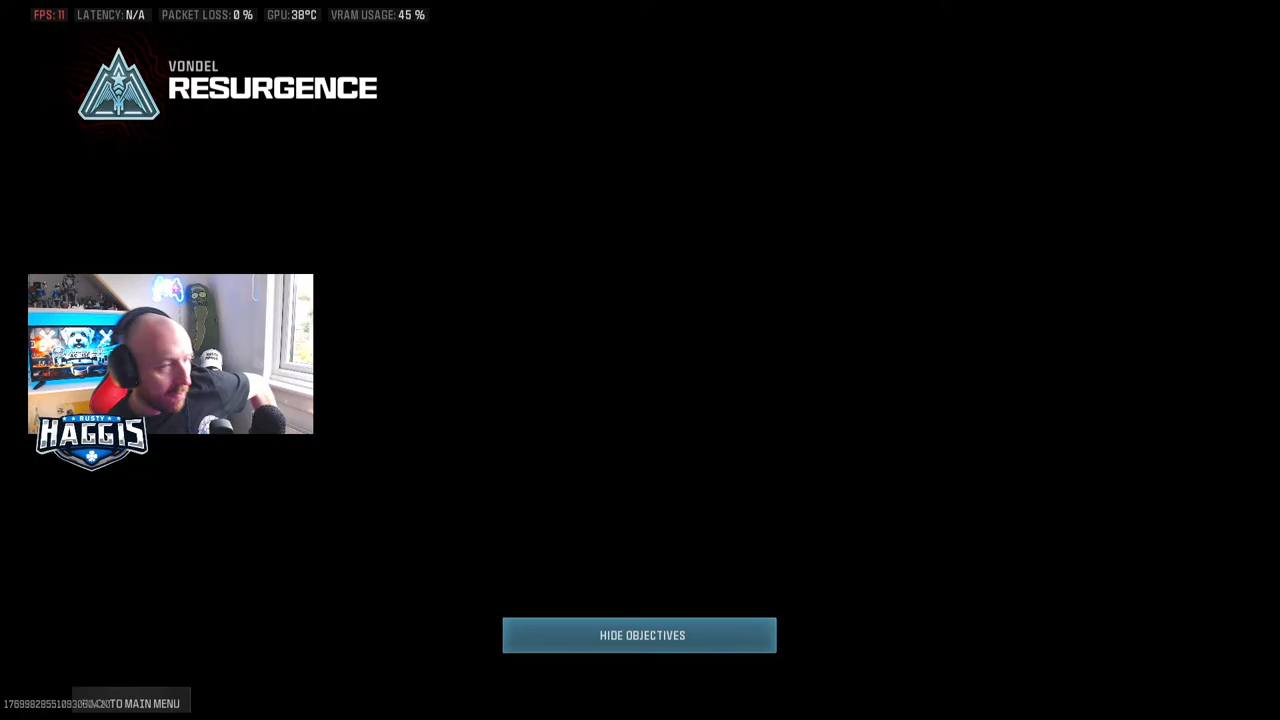 FPS: 11 LATENCY: N/A PACKET LOSS: 0 % GPU: 38°C VRAM USAGE: 45 %
VONDEL
RESURGENCE
RUSTY
HAGGIS
HIDE OBJECTIVES
TO MAIN MENU